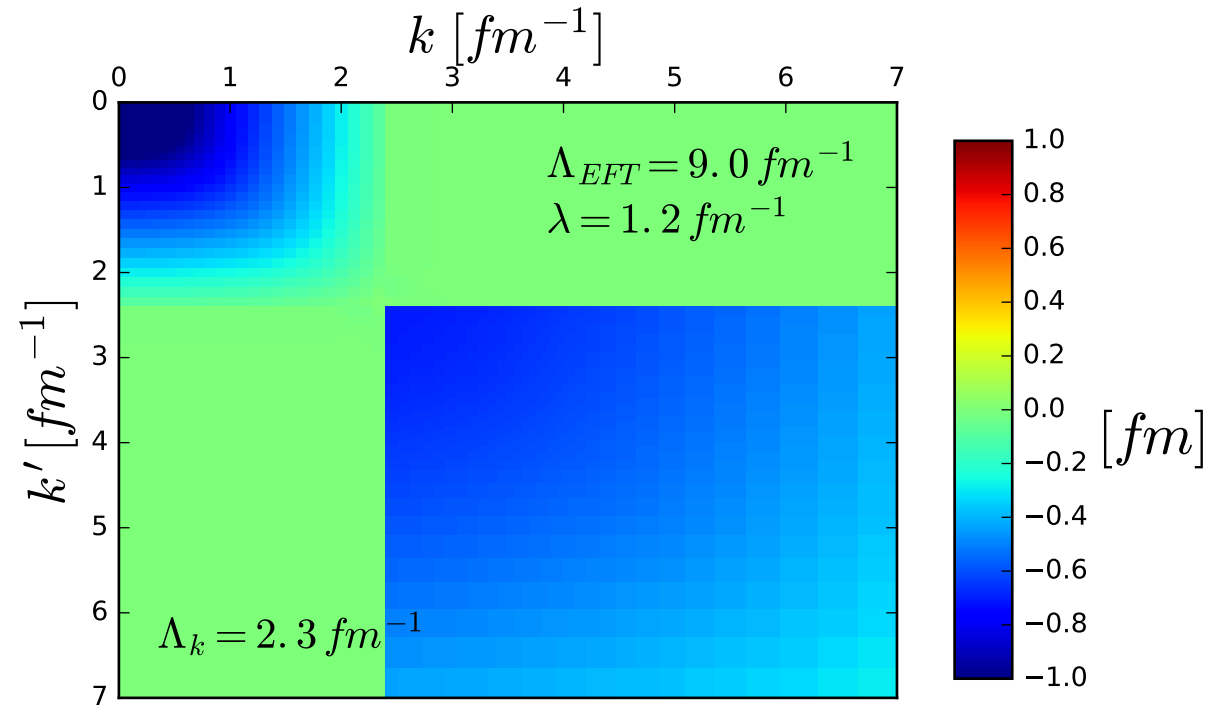 k [fm⁻¹]
0 1 2 3 4 5 6 7
0
1
2
3
4
5
6
7
k′ [fm⁻¹]
Λ_EFT = 9.0 fm⁻¹
λ = 1.2 fm⁻¹
Λ_k = 2.3 fm⁻¹
1.0
0.8
0.6
0.4
0.2
0.0
−0.2
−0.4
−0.6
−0.8
−1.0
[fm]